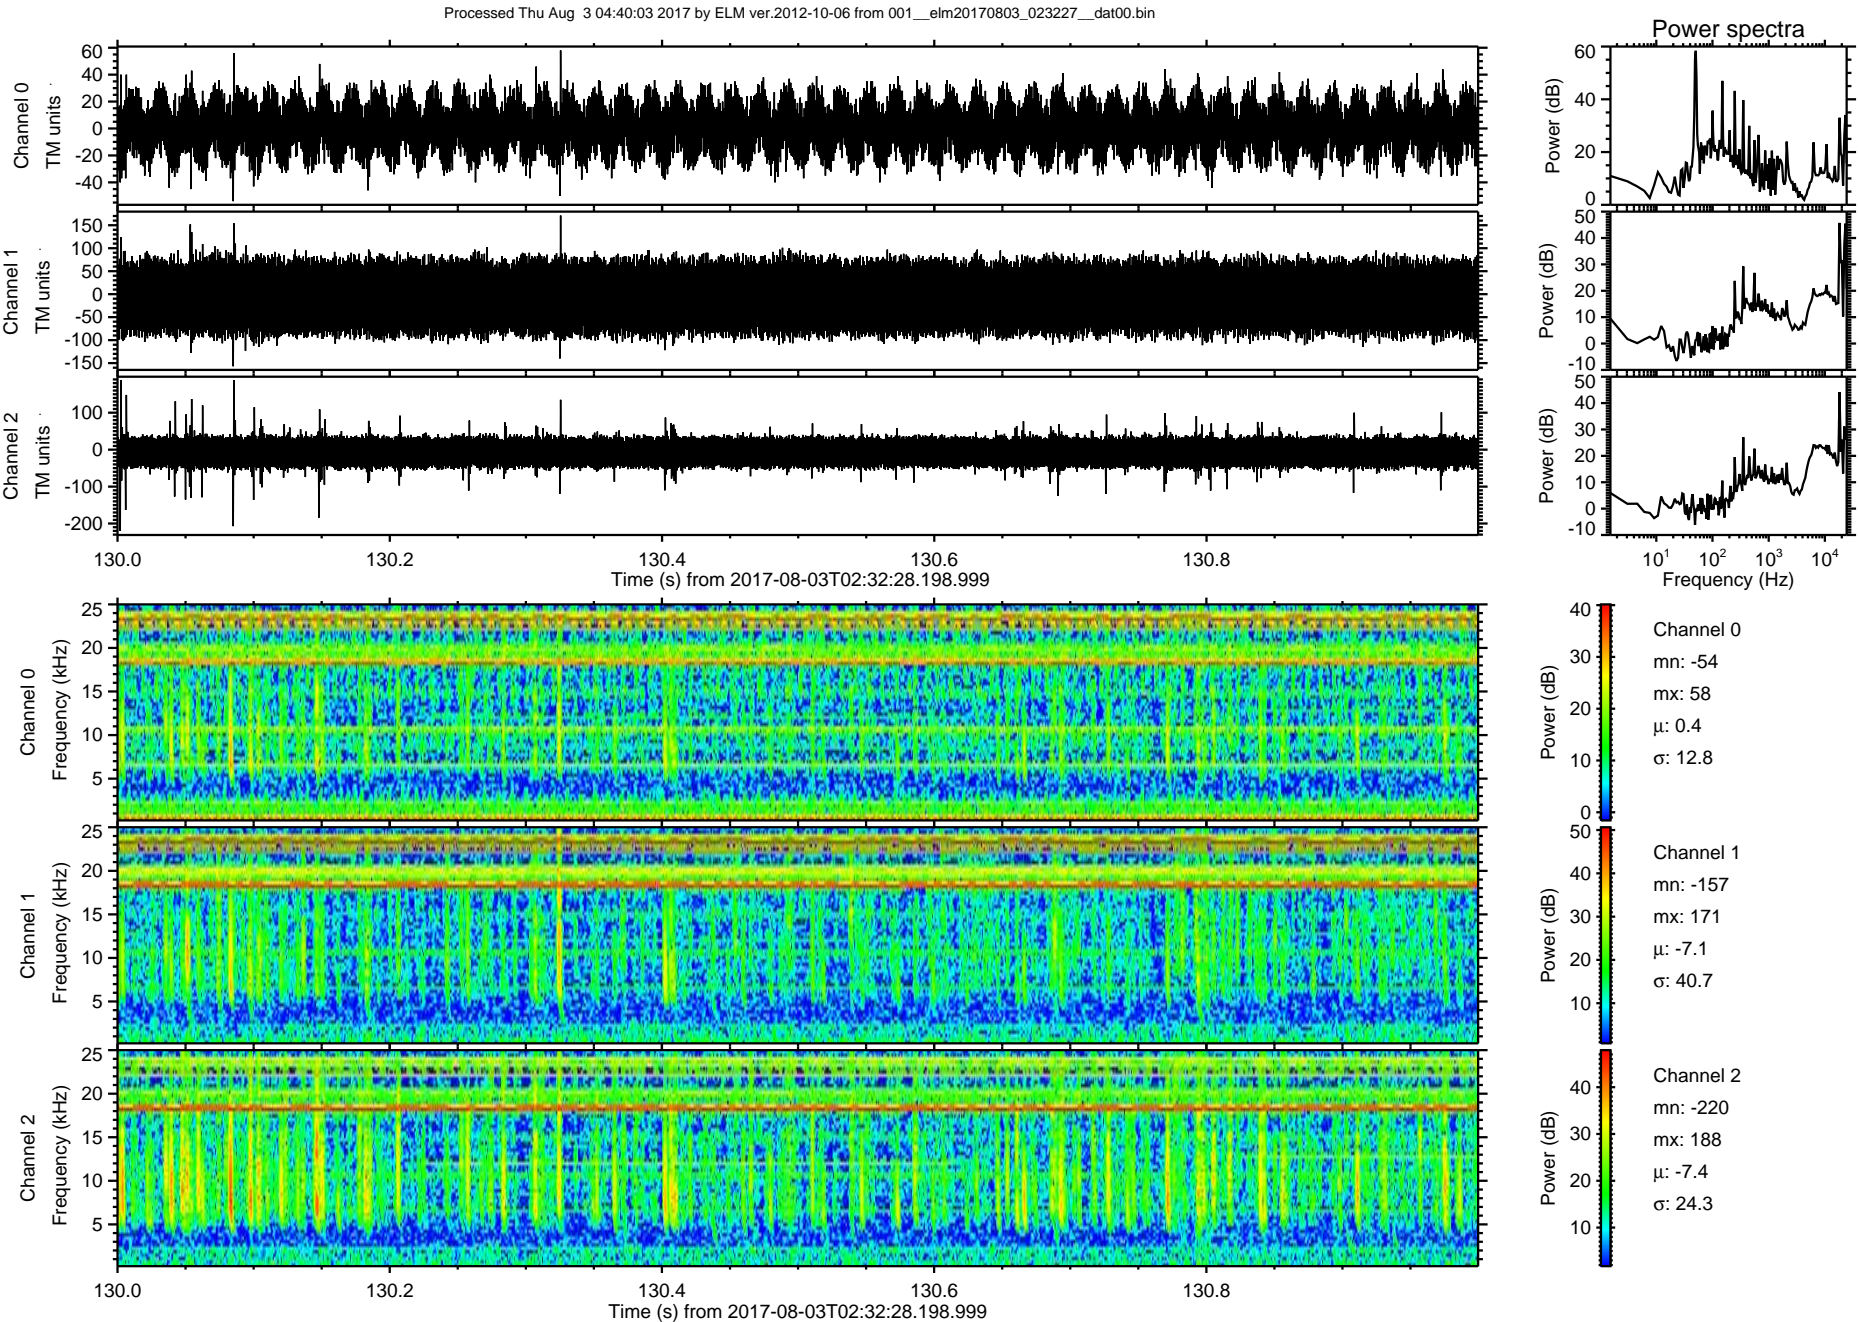 Processed Thu Aug  3 04:40:03 2017 by ELM ver.2012-10-06 from 001__elm20170803_023227__dat00.bin
Power spectra
Channel 0
TM units
60
40
20
0
-20
-40
Power (dB)
60
40
20
0
Channel 1
TM units
150
100
50
0
-50
-100
-150
Power (dB)
50
40
30
20
10
0
-10
Channel 2
TM units
100
0
-100
-200
Power (dB)
50
40
30
20
10
0
-10
130.0 130.2 130.4 130.6 130.8
Time (s) from 2017-08-03T02:32:28.198.999
10^1 10^2 10^3 10^4
Frequency (Hz)
Channel 0
Frequency (kHz)
25
20
15
10
5
Power (dB)
40
30
20
10
0
Channel 0
mn: -54
mx: 58
μ: 0.4
σ: 12.8
Channel 1
Frequency (kHz)
25
20
15
10
5
Power (dB)
50
40
30
20
10
Channel 1
mn: -157
mx: 171
μ: -7.1
σ: 40.7
Channel 2
Frequency (kHz)
25
20
15
10
5
Power (dB)
40
30
20
10
Channel 2
mn: -220
mx: 188
μ: -7.4
σ: 24.3
130.0 130.2 130.4 130.6 130.8
Time (s) from 2017-08-03T02:32:28.198.999